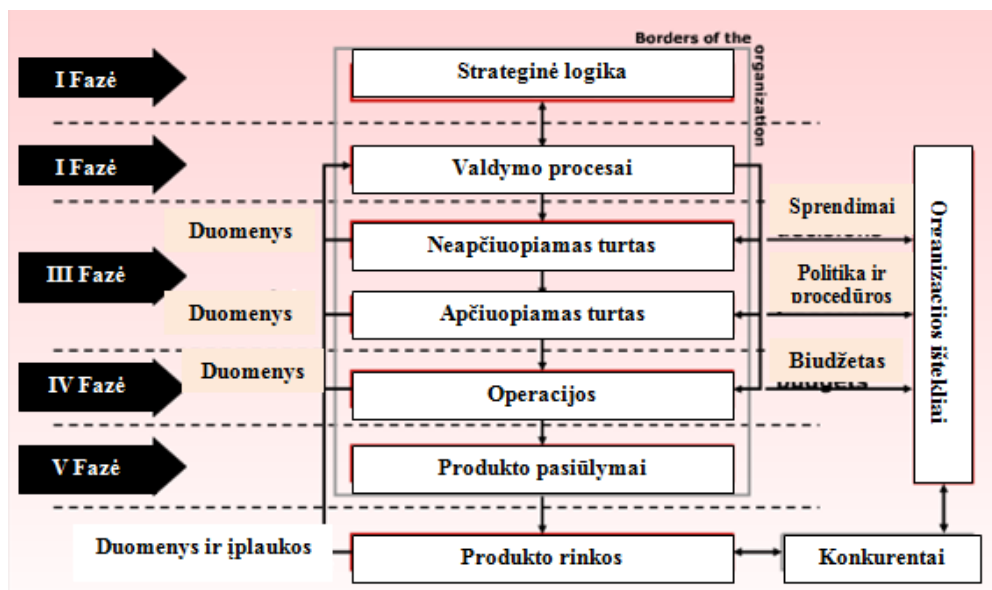 Borders of the
organization
I Fazė
Strateginė logika
I Fazė
Valdymo procesai
Sprendimai
Duomenys
Neapčiuopiamas turtas
III Fazė
Politika ir
procedūros
Duomenys
Apčiuopiamas turtas
Organizacijos ištekliai
Duomenys
Biudžetas
IV Fazė
Operacijos
V Fazė
Produkto pasiūlymai
Duomenys ir įplaukos
Produkto rinkos
Konkurentai